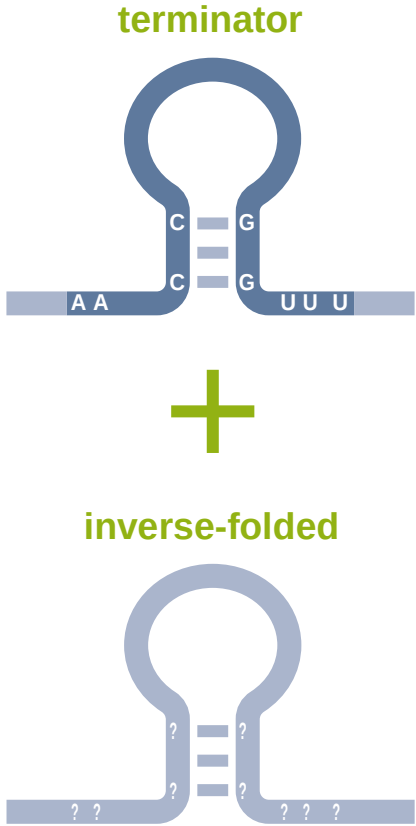 terminator
C G
C G
A A U U U
+
inverse-folded
? ?
? ?
? ? ? ? ?